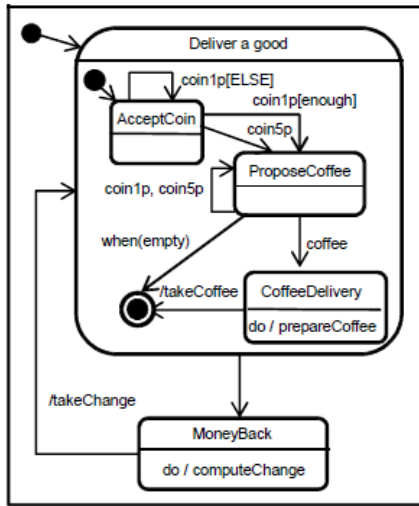 Deliver a good
coin1p[ELSE]
coin1p[enough]
AcceptCoin
coin5p
ProposeCoffee
coin1p, coin5p
when(empty)
coffee
/takeCoffee
CoffeeDelivery
do / prepareCoffee
/takeChange
MoneyBack
do / computeChange